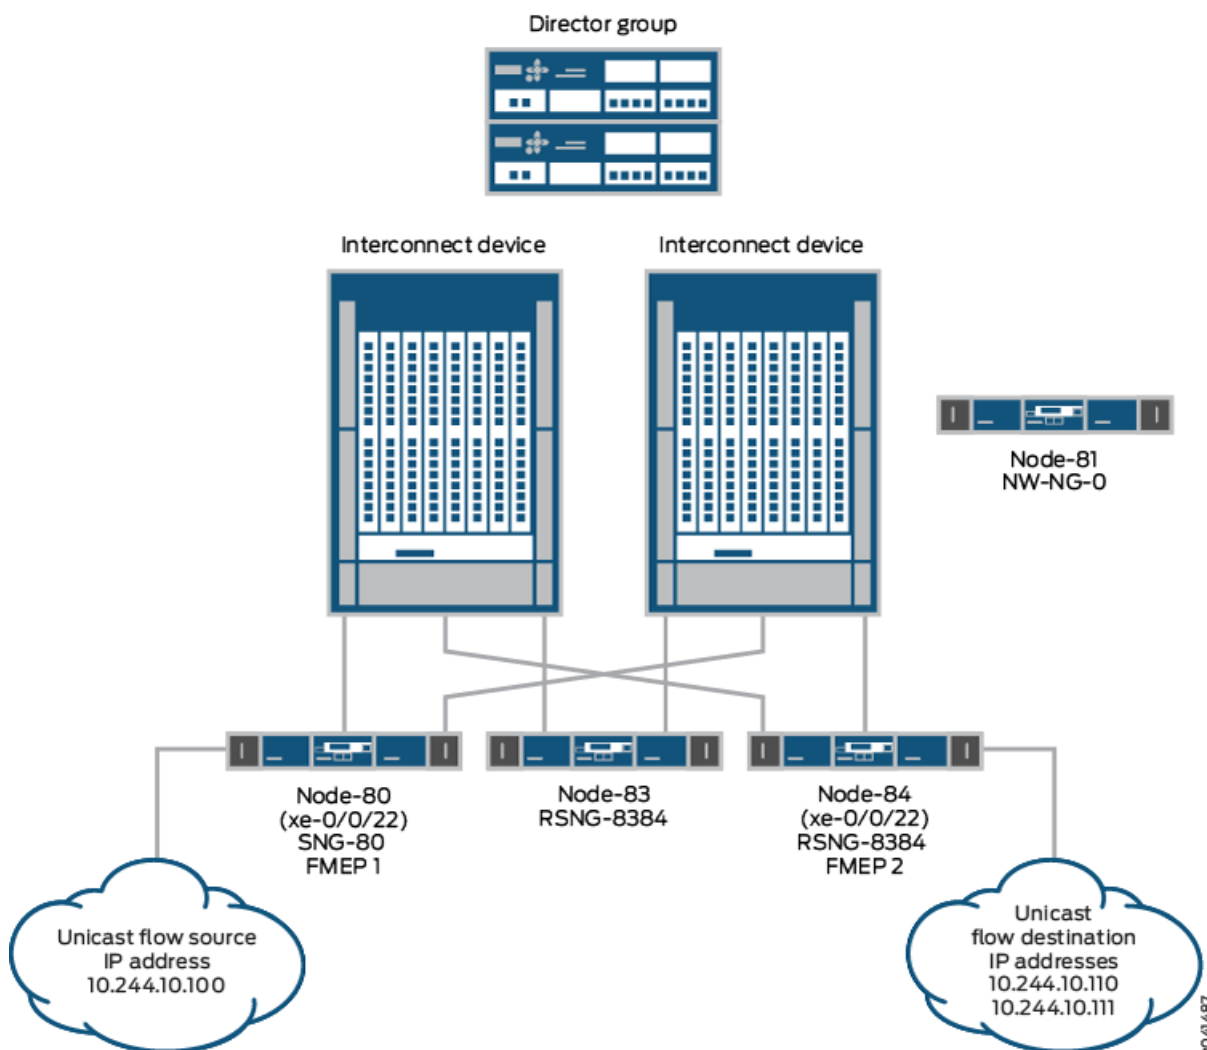 Director group
Interconnect device
Interconnect device
Node-81
NW-NG-0
Node-80
(xe-0/0/22)
SNG-80
FMEP 1
Node-83
RSNG-8384
Node-84
(xe-0/0/22)
RSNG-8384
FMEP 2
Unicast flow source
IP address
10.244.10.100
Unicast
flow destination
IP addresses
10.244.10.110
10.244.10.111